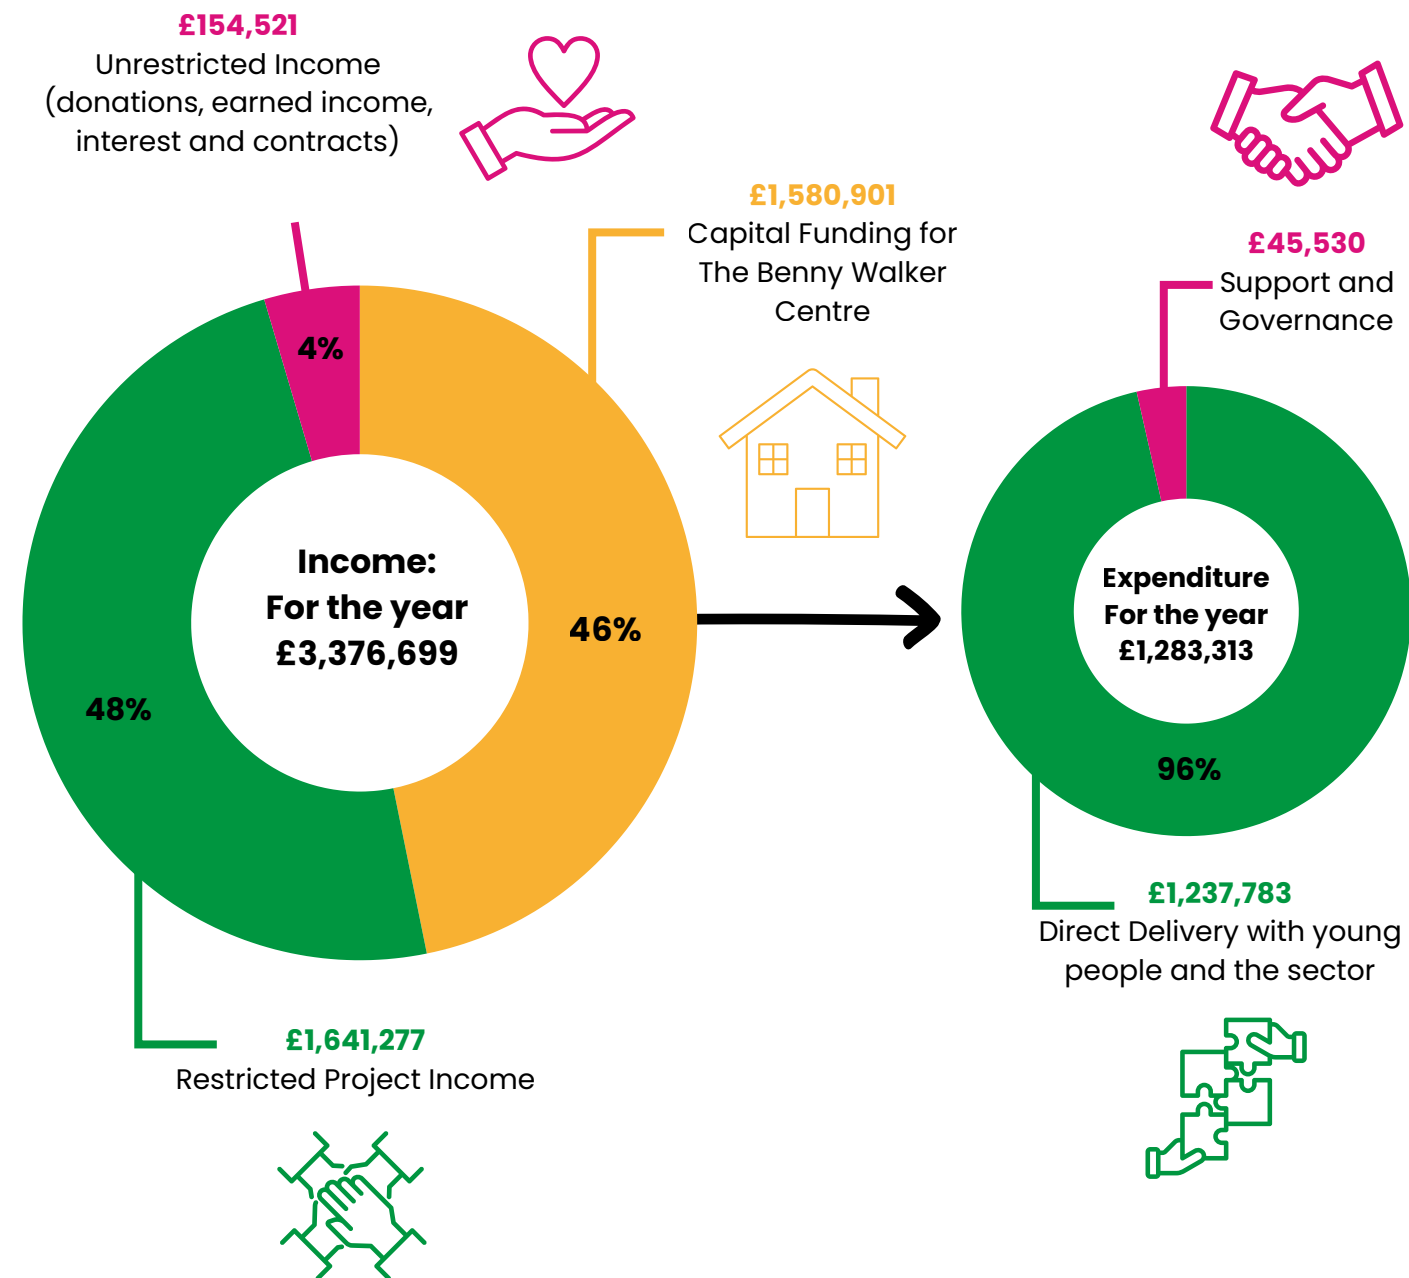 £154,521
Unrestricted Income
(donations, earned income,
interest and contracts)
£1,580,901
Capital Funding for
The Benny Walker
Centre
£45,530
Support and
Governance
4%
Income:
For the year
£3,376,699
46%
48%
Expenditure
For the year
£1,283,313
96%
£1,237,783
Direct Delivery with young
people and the sector
£1,641,277
Restricted Project Income